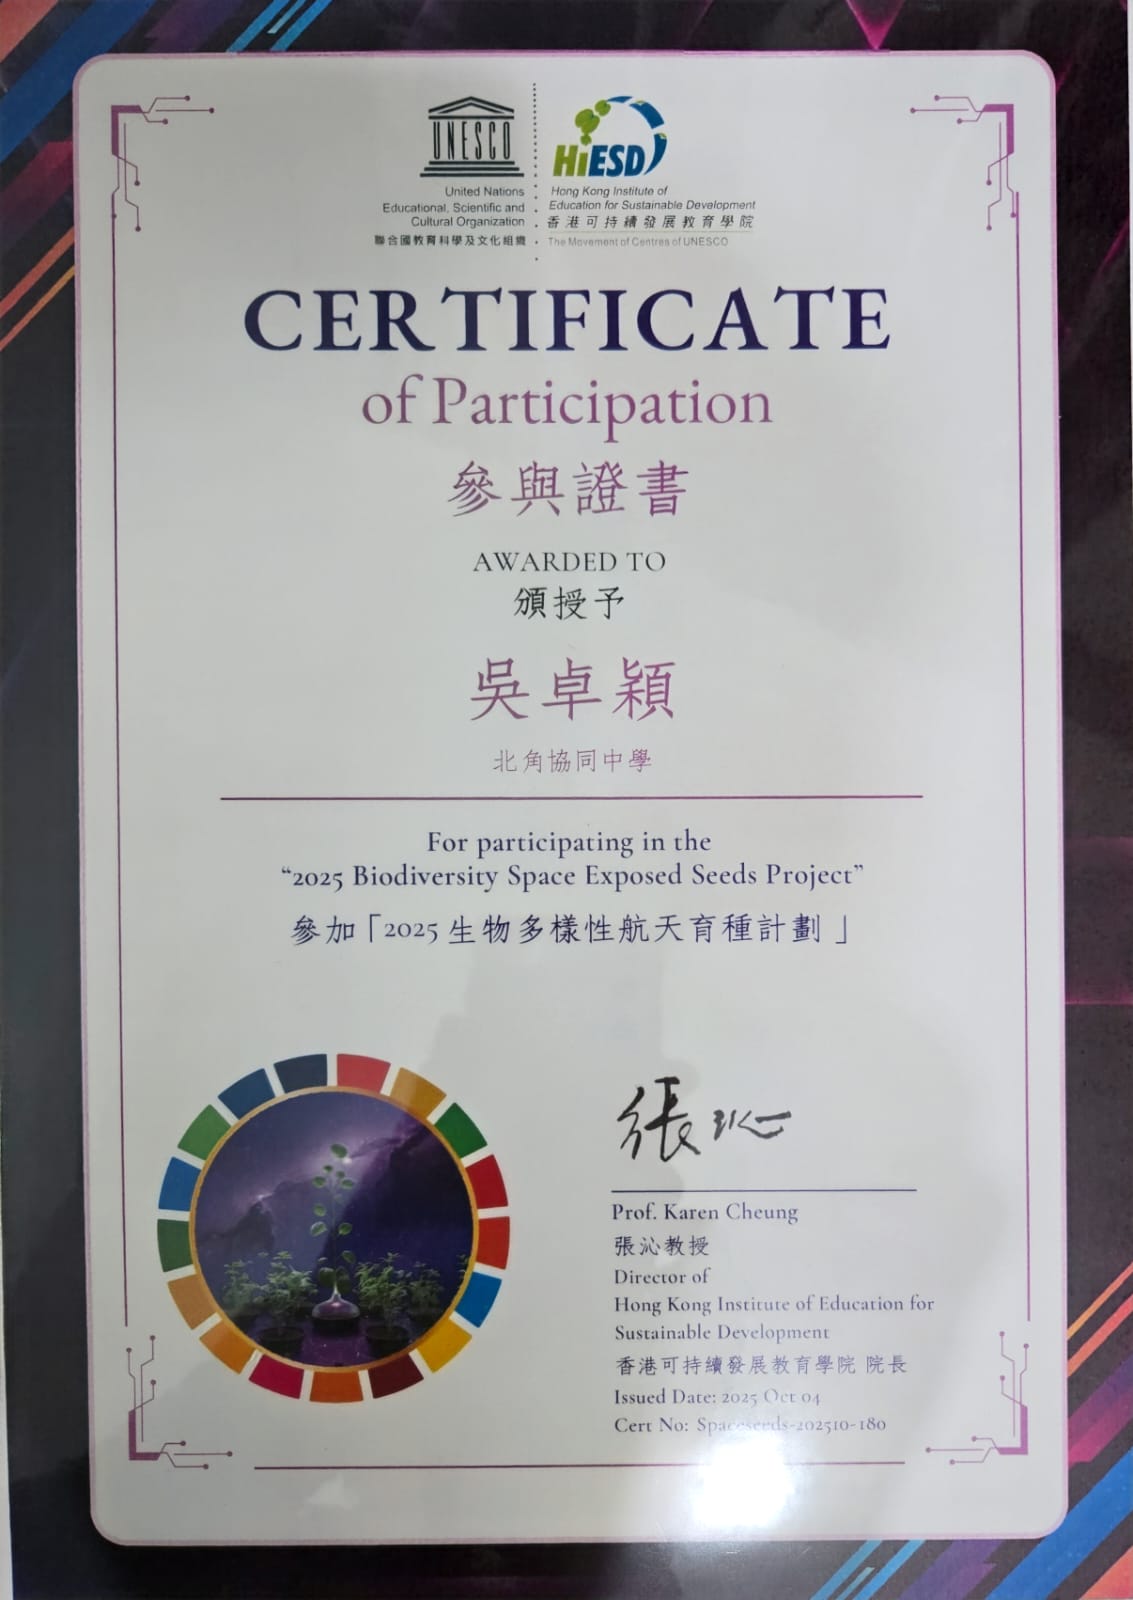 UNESCO
United Nations
Educational, Scientific and
Cultural Organization
聯合國教育科學及文化組織
HiESD
Hong Kong Institute of
Education for Sustainable Development
香港可持續發展教育學院
The Movement of Centres of UNESCO
CERTIFICATE
of Participation
參與證書
AWARDED TO
頒授予
吳卓穎
北角協同中學
For participating in the
“2025 Biodiversity Space Exposed Seeds Project”
參加「2025 生物多樣性航天育種計劃」
張沁
Prof. Karen Cheung
張沁教授
Director of
Hong Kong Institute of Education for
Sustainable Development
香港可持續發展教育學院 院長
Issued Date: 2025 Oct 04
Cert No: Spaceseeds-202510-180